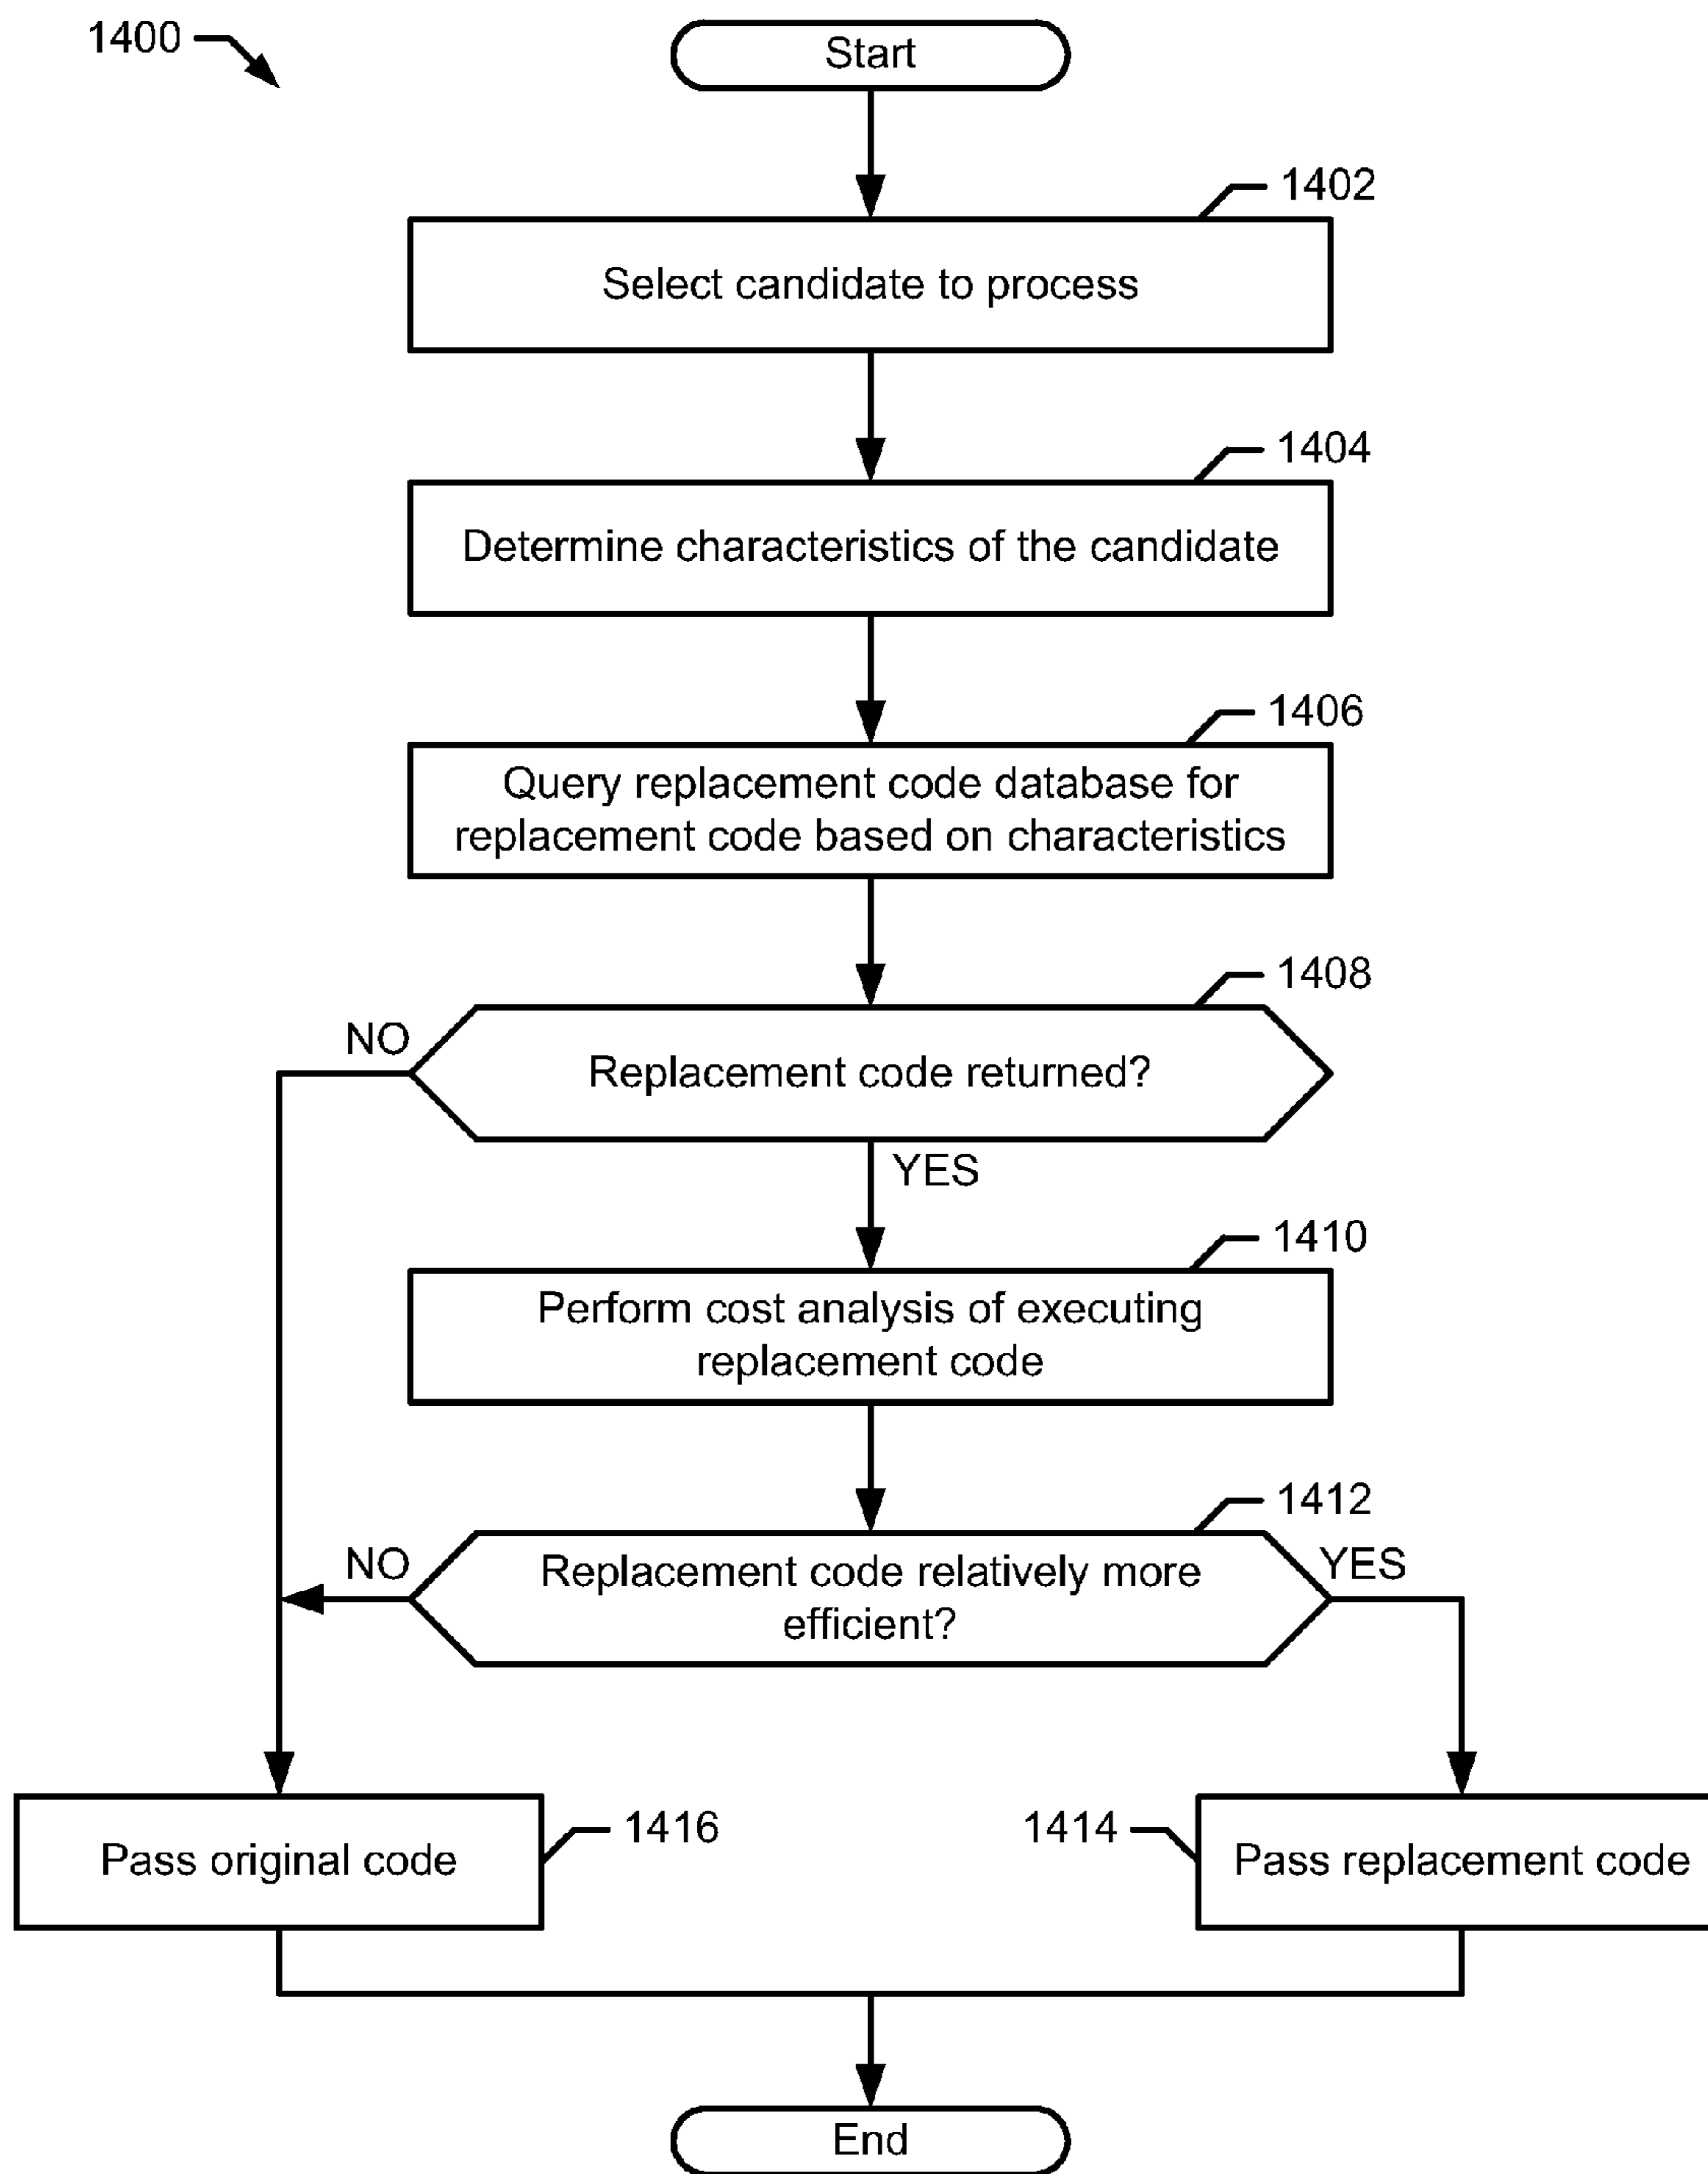 1400
Start
1402
Select candidate to process
1404
Determine characteristics of the candidate
1406
Query replacement code database for
replacement code based on characteristics
1408
NO
Replacement code returned?
YES
1410
Perform cost analysis of executing
replacement code
1412
NO
Replacement code relatively more
efficient?
YES
Pass original code
1416
1414
Pass replacement code
End